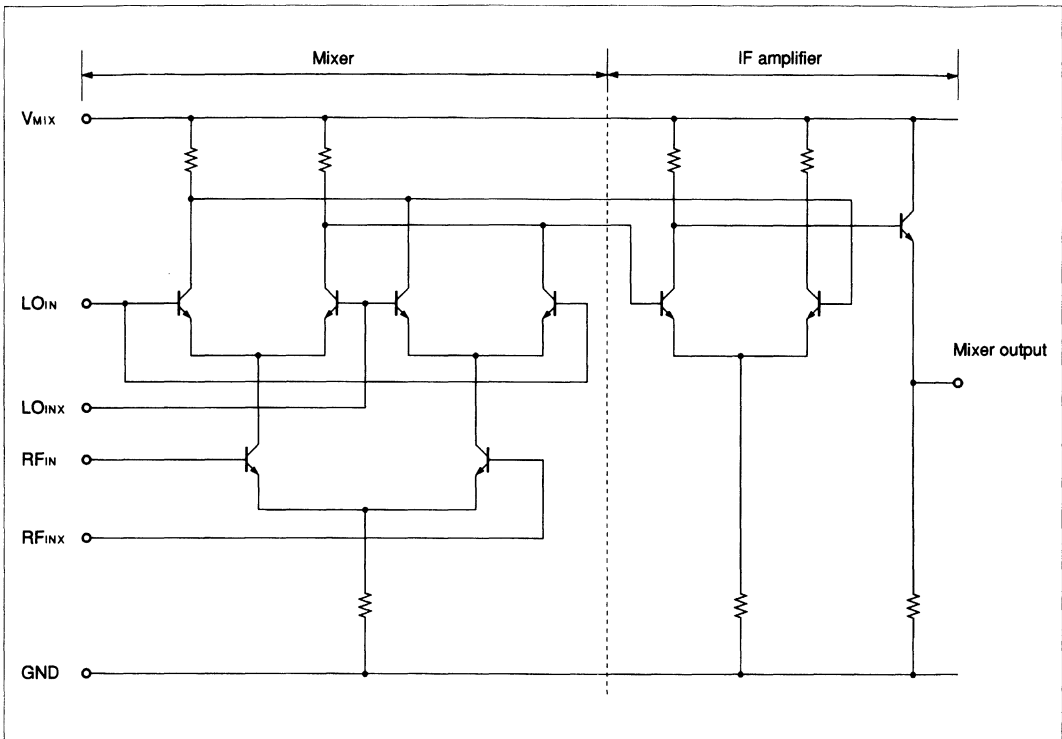 Mixer
IF amplifier
VMIX
LOIN
Mixer output
LOINX
RFIN
RFINX
GND